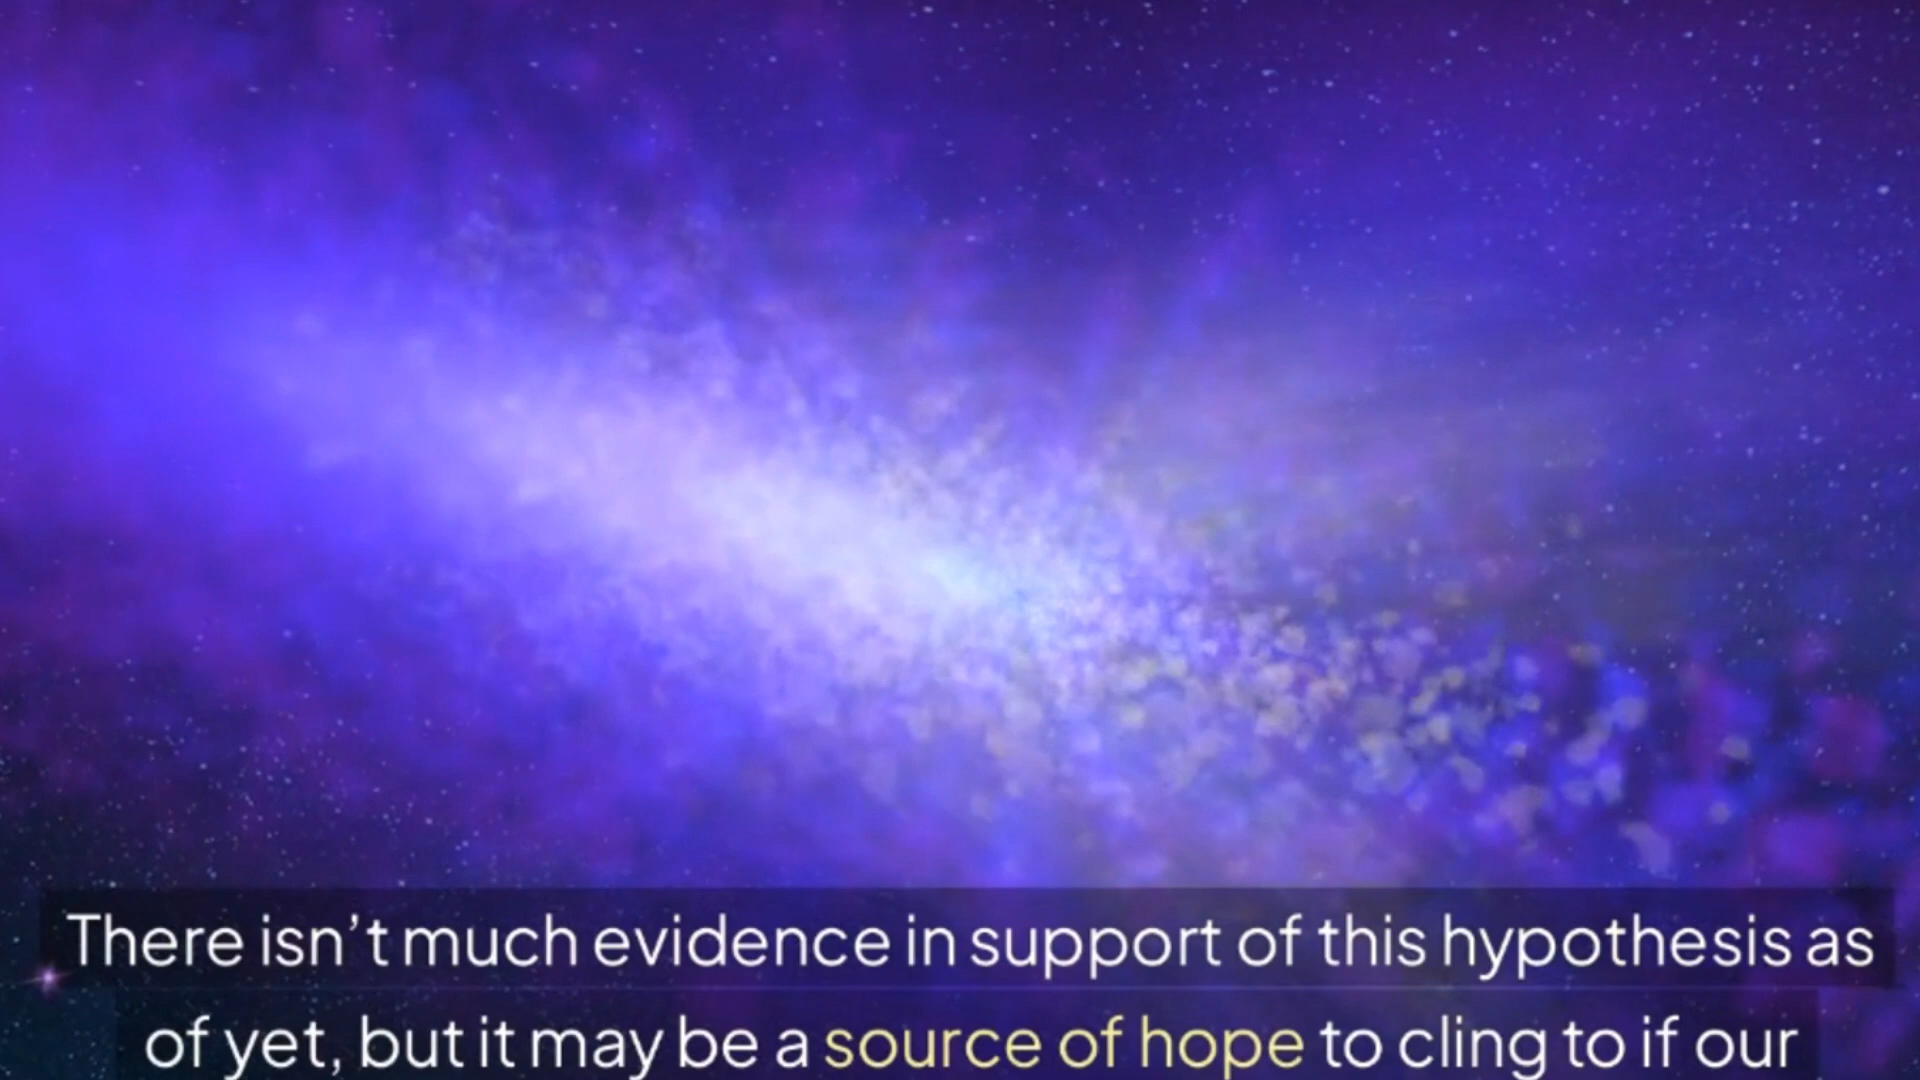 There isn’t much evidence in support of this hypothesis as
of yet, but it may be a source of hope to cling to if our